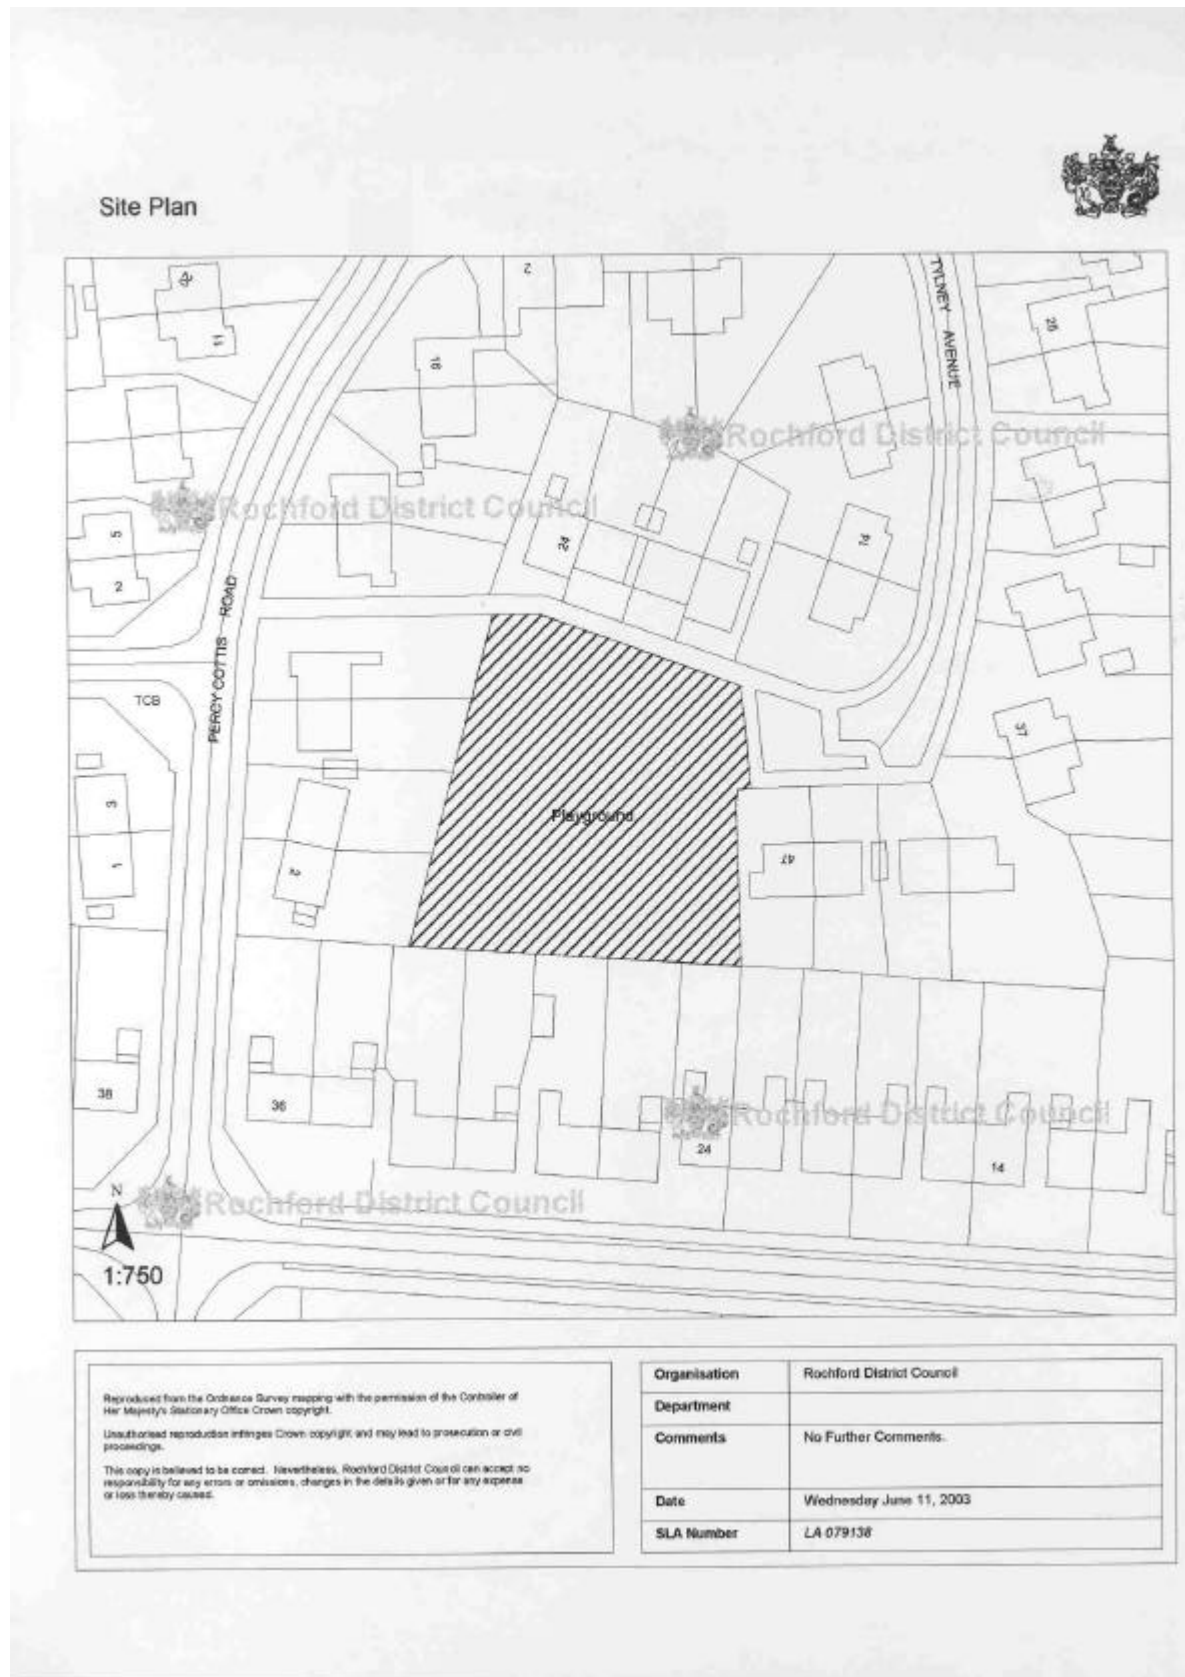 Site Plan
42
11
16
2
TYLNEY AVENUE
26
Rochford District Council
Rochford District Council
5
2
24
14
PERCY COTTIS ROAD
TCB
37
3
1
Playground
2
47
38
36
24
14
Rochford District Council
Rochford District Council
N
1:750
Reproduced from the Ordnance Survey mapping with the permission of the Controller of
Her Majesty's Stationary Office Crown copyright.
Unauthorised reproduction infringes Crown copyright and may lead to prosecution or civil
proceedings.
This copy is believed to be correct. Nevertheless, Rochford District Council can accept no
responsibility for any errors or omissions, changes in the details given or for any expense
or loss thereby caused.
Organisation Rochford District Council
Department
Comments No Further Comments.
Date Wednesday June 11, 2003
SLA Number LA 079138